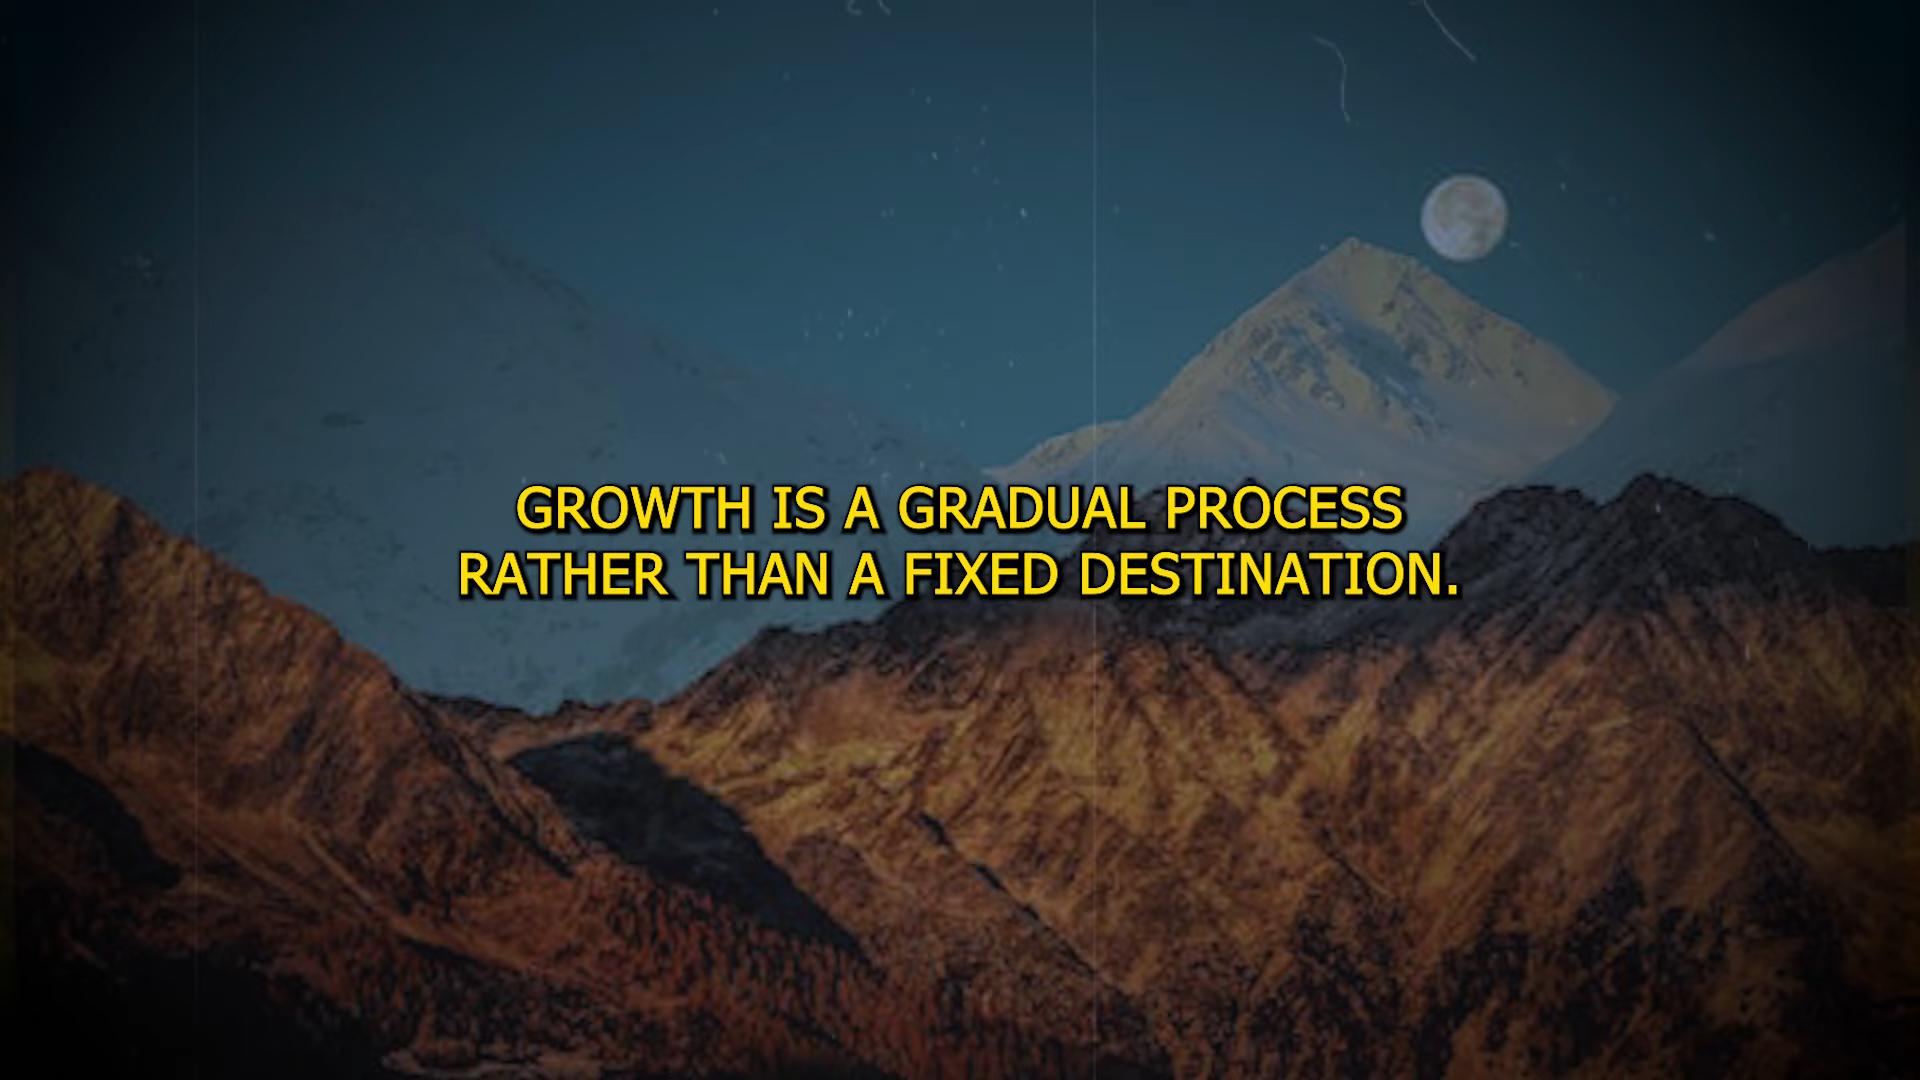 GROWTH IS A GRADUAL PROCESS
RATHER THAN A FIXED DESTINATION.